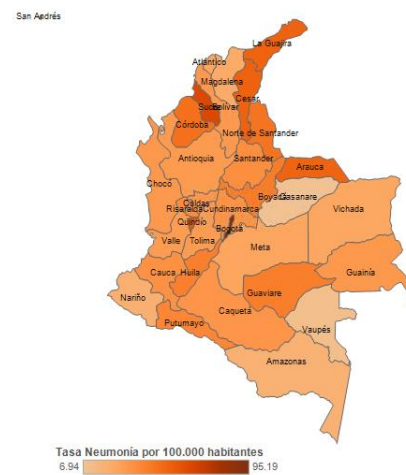 San Andrés
La Guajira
Atlántico
Magdalena
Cesar
Sucre
Bolívar
Córdoba
Norte de Santander
Antioquia
Santander
Arauca
Chocó
Boyacá
Casanare
Caldas
Risaralda
Cundinamarca
Vichada
Quindío
Bogotá
Valle
Tolima
Meta
Guainía
Cauca
Huila
Guaviare
Nariño
Caqueta
Putumayo
Vaupés
Amazonas
Tasa Neumonía por 100.000 habitantes
6.94 95.19